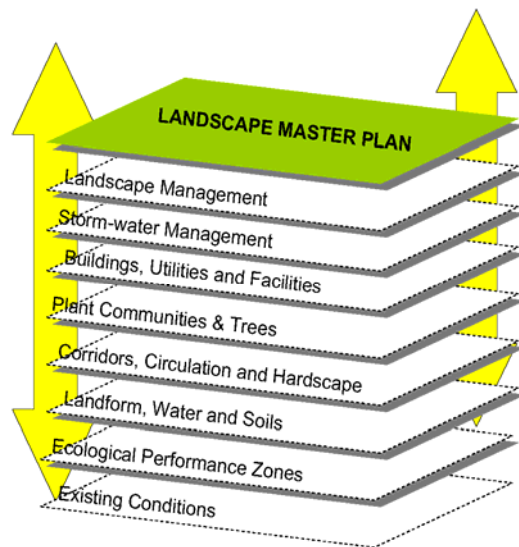 LANDSCAPE MASTER PLAN
Landscape Management
Storm-water Management
Buildings, Utilities and Facilities
Plant Communities & Trees
Corridors, Circulation and Hardscape
Landform, Water and Soils
Ecological Performance Zones
Existing Conditions